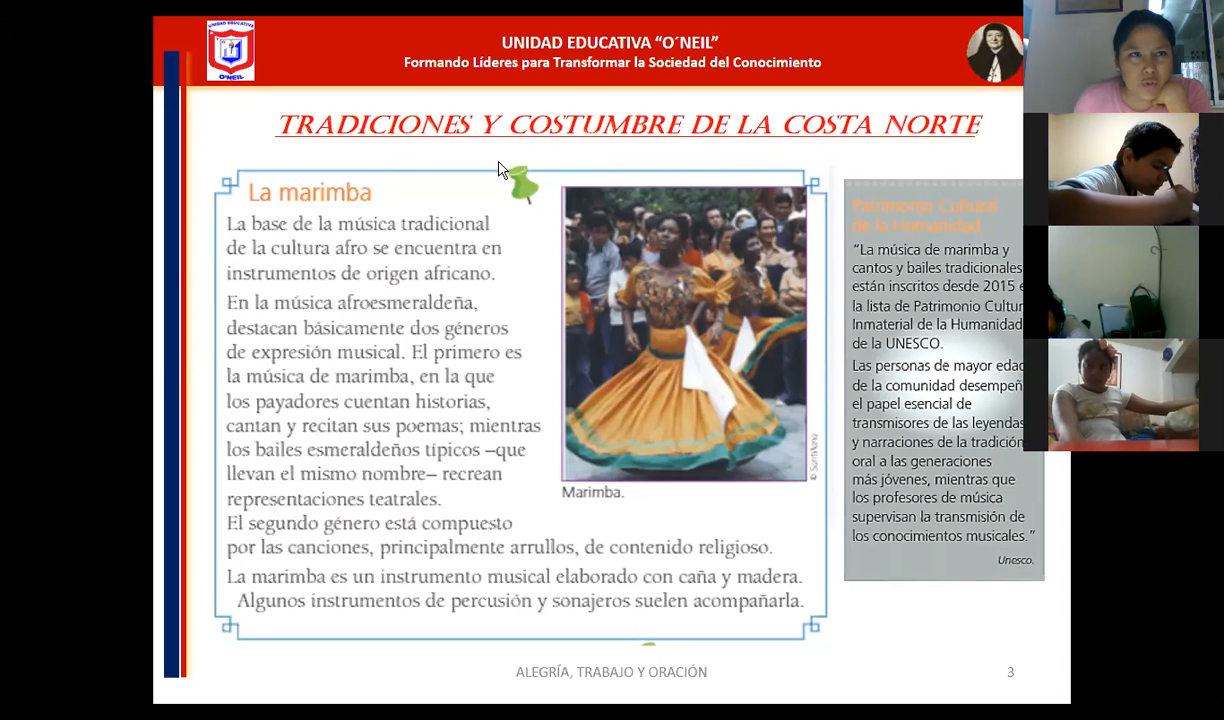 UNIDAD EDUCATIVA
O´NEIL
UNIDAD EDUCATIVA “O´NEIL”
Formando Líderes para Transformar la Sociedad del Conocimiento
TRADICIONES Y COSTUMBRE DE LA COSTA NORTE
La marimba
La base de la música tradicional
de la cultura afro se encuentra en
instrumentos de origen africano.
En la música afroesmeraldeña,
destacan básicamente dos géneros
de expresión musical. El primero es
la música de marimba, en la que
los payadores cuentan historias,
cantan y recitan sus poemas; mientras
los bailes esmeraldeños típicos –que
llevan el mismo nombre– recrean
representaciones teatrales.
El segundo género está compuesto
por las canciones, principalmente arrullos, de contenido religioso.
La marimba es un instrumento musical elaborado con caña y madera.
Algunos instrumentos de percusión y sonajeros suelen acompañarla.
© Santillana
Marimba.
Patrimonio Cultural
de la Humanidad
“La música de marimba y
cantos y bailes tradicionales
están inscritos desde 2015 e
la lista de Patrimonio Cultur
Inmaterial de la Humanidad
de la UNESCO.
Las personas de mayor edad
de la comunidad desempeñ
el papel esencial de
transmisores de las leyendas
y narraciones de la tradición
oral a las generaciones
más jóvenes, mientras que
los profesores de música
supervisan la transmisión de
los conocimientos musicales.”
Unesco.
ALEGRÍA, TRABAJO Y ORACIÓN
3